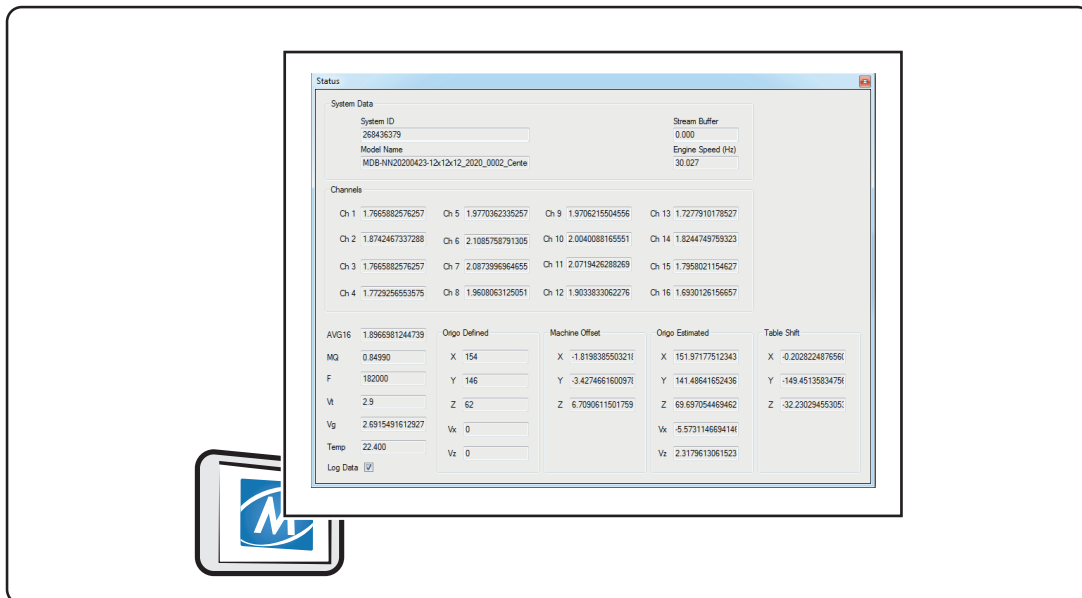 Status
System Data
System ID
268436379
Stream Buffer
0.000
Model Name
MDB-NN20200423-12x12x12_2020_0002_Cente
Engine Speed (Hz)
30.027
Channels
Ch 1 1.7665882576257 Ch 5 1.9770362335257 Ch 9 1.9706215504556 Ch 13 1.7277910178527
Ch 2 1.8742467337288 Ch 6 2.1085758791305 Ch 10 2.0040088165551 Ch 14 1.8244759759323
Ch 3 1.7665882576257 Ch 7 2.0873996964655 Ch 11 2.0719426288269 Ch 15 1.7958021154627
Ch 4 1.7729256553575 Ch 8 1.9608063125051 Ch 12 1.9033833062276 Ch 16 1.6930126156657
AVG16 1.8966981244739
MQ 0.84990
F 182000
Vt 2.9
Vg 2.6915491612927
Temp 22.400
Log Data
Origo Defined
X 154
Y 146
Z 62
Vx 0
Vz 0
Machine Offset
X -1.8198385503218
Y -3.4274661600978
Z 6.7090611501759
Origo Estimated
X 151.97177512343
Y 141.48641652436
Z 69.697054469462
Vx -5.5731146694146
Vz 2.3179613061523
Table Shift
X -0.2028224876560
Y -149.45135834756
Z -32.230294553053
M